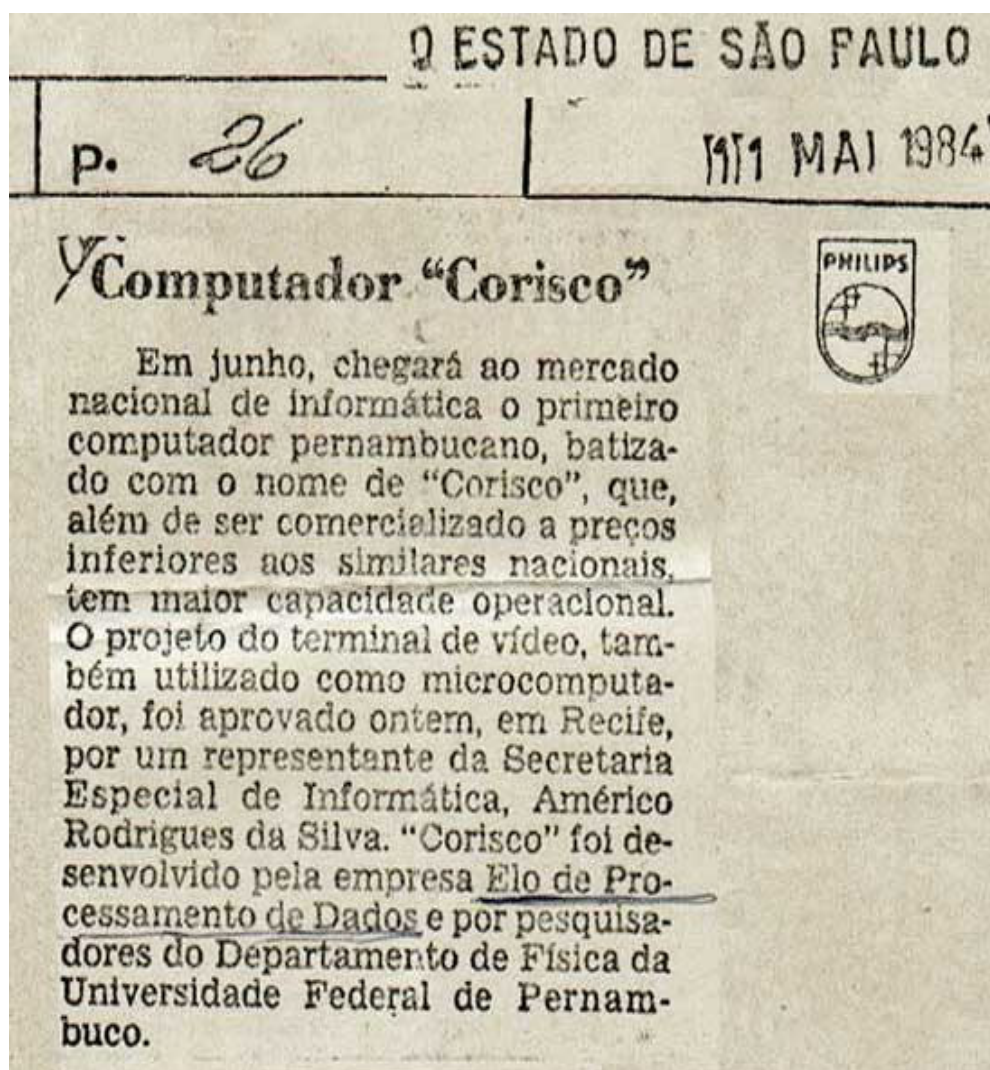 O ESTADO DE SÃO PAULO
p. 26
11 MAI 1984
Computador “Corisco”
PHILIPS
Em junho, chegará ao mercado
nacional de informática o primeiro
computador pernambucano, batiza-
do com o nome de “Corisco”, que,
além de ser comercializado a preços
inferiores aos similares nacionais,
tem maior capacidade operacional.
O projeto do terminal de vídeo, tam-
bém utilizado como microcomputa-
dor, foi aprovado ontem, em Recife,
por um representante da Secretaria
Especial de Informática, Américo
Rodrigues da Silva. “Corisco” foi de-
senvolvido pela empresa Elo de Pro-
cessamento de Dados e por pesquisa-
dores do Departamento de Física da
Universidade Federal de Pernam-
buco.